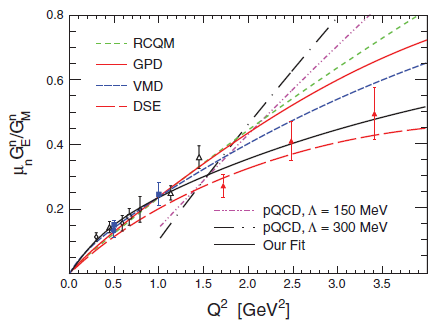 0.8
0.6
0.4
0.2
μₙGᴱⁿ/Gᴹⁿ
RCQM
GPD
VMD
DSE
pQCD, Λ = 150 MeV
pQCD, Λ = 300 MeV
Our Fit
0.0 0.5 1.0 1.5 2.0 2.5 3.0 3.5
Q² [GeV²]